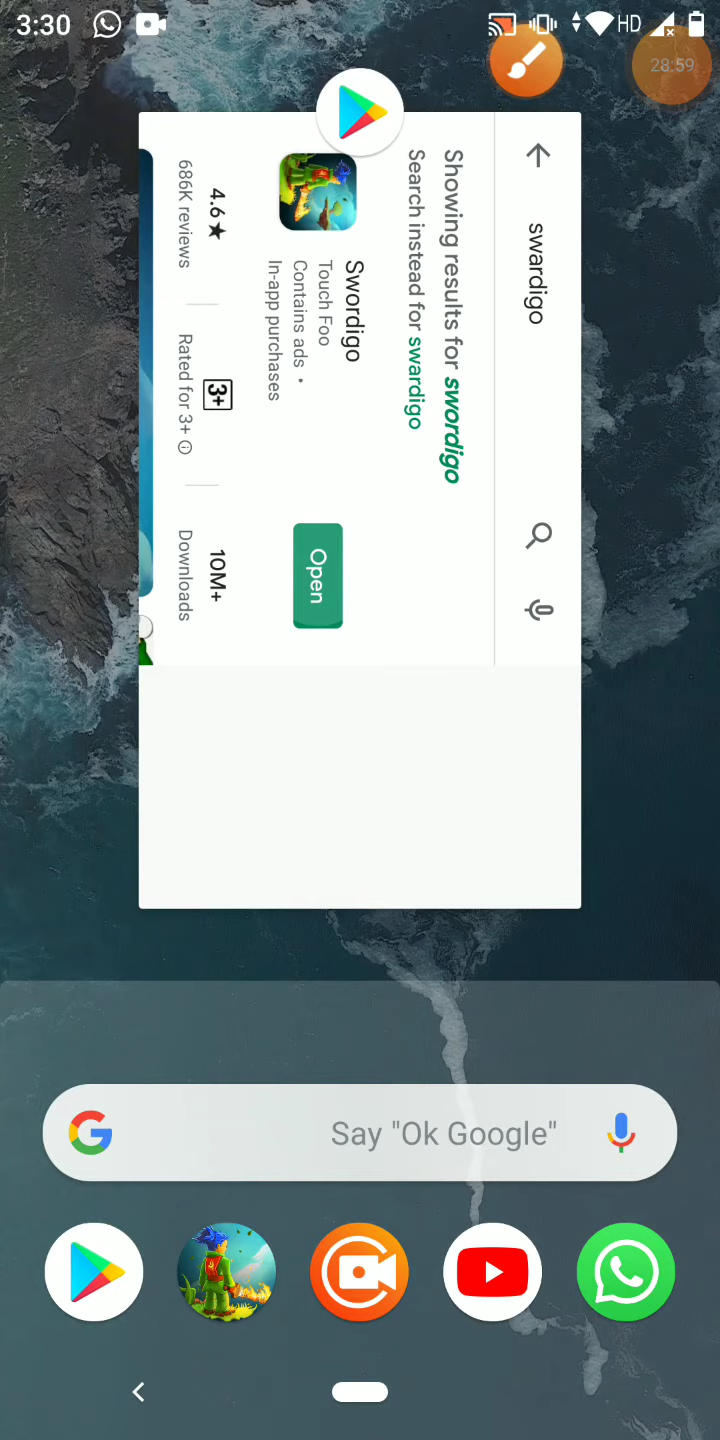 3:30
HD
28:59
swardigo
Showing results for swordigo
Search instead for swardigo
Swordigo
Touch Foo
Contains ads •
In-app purchases
Open
4.6★
686K reviews
3+
Rated for 3+
10M+
Downloads
Say "Ok Google"